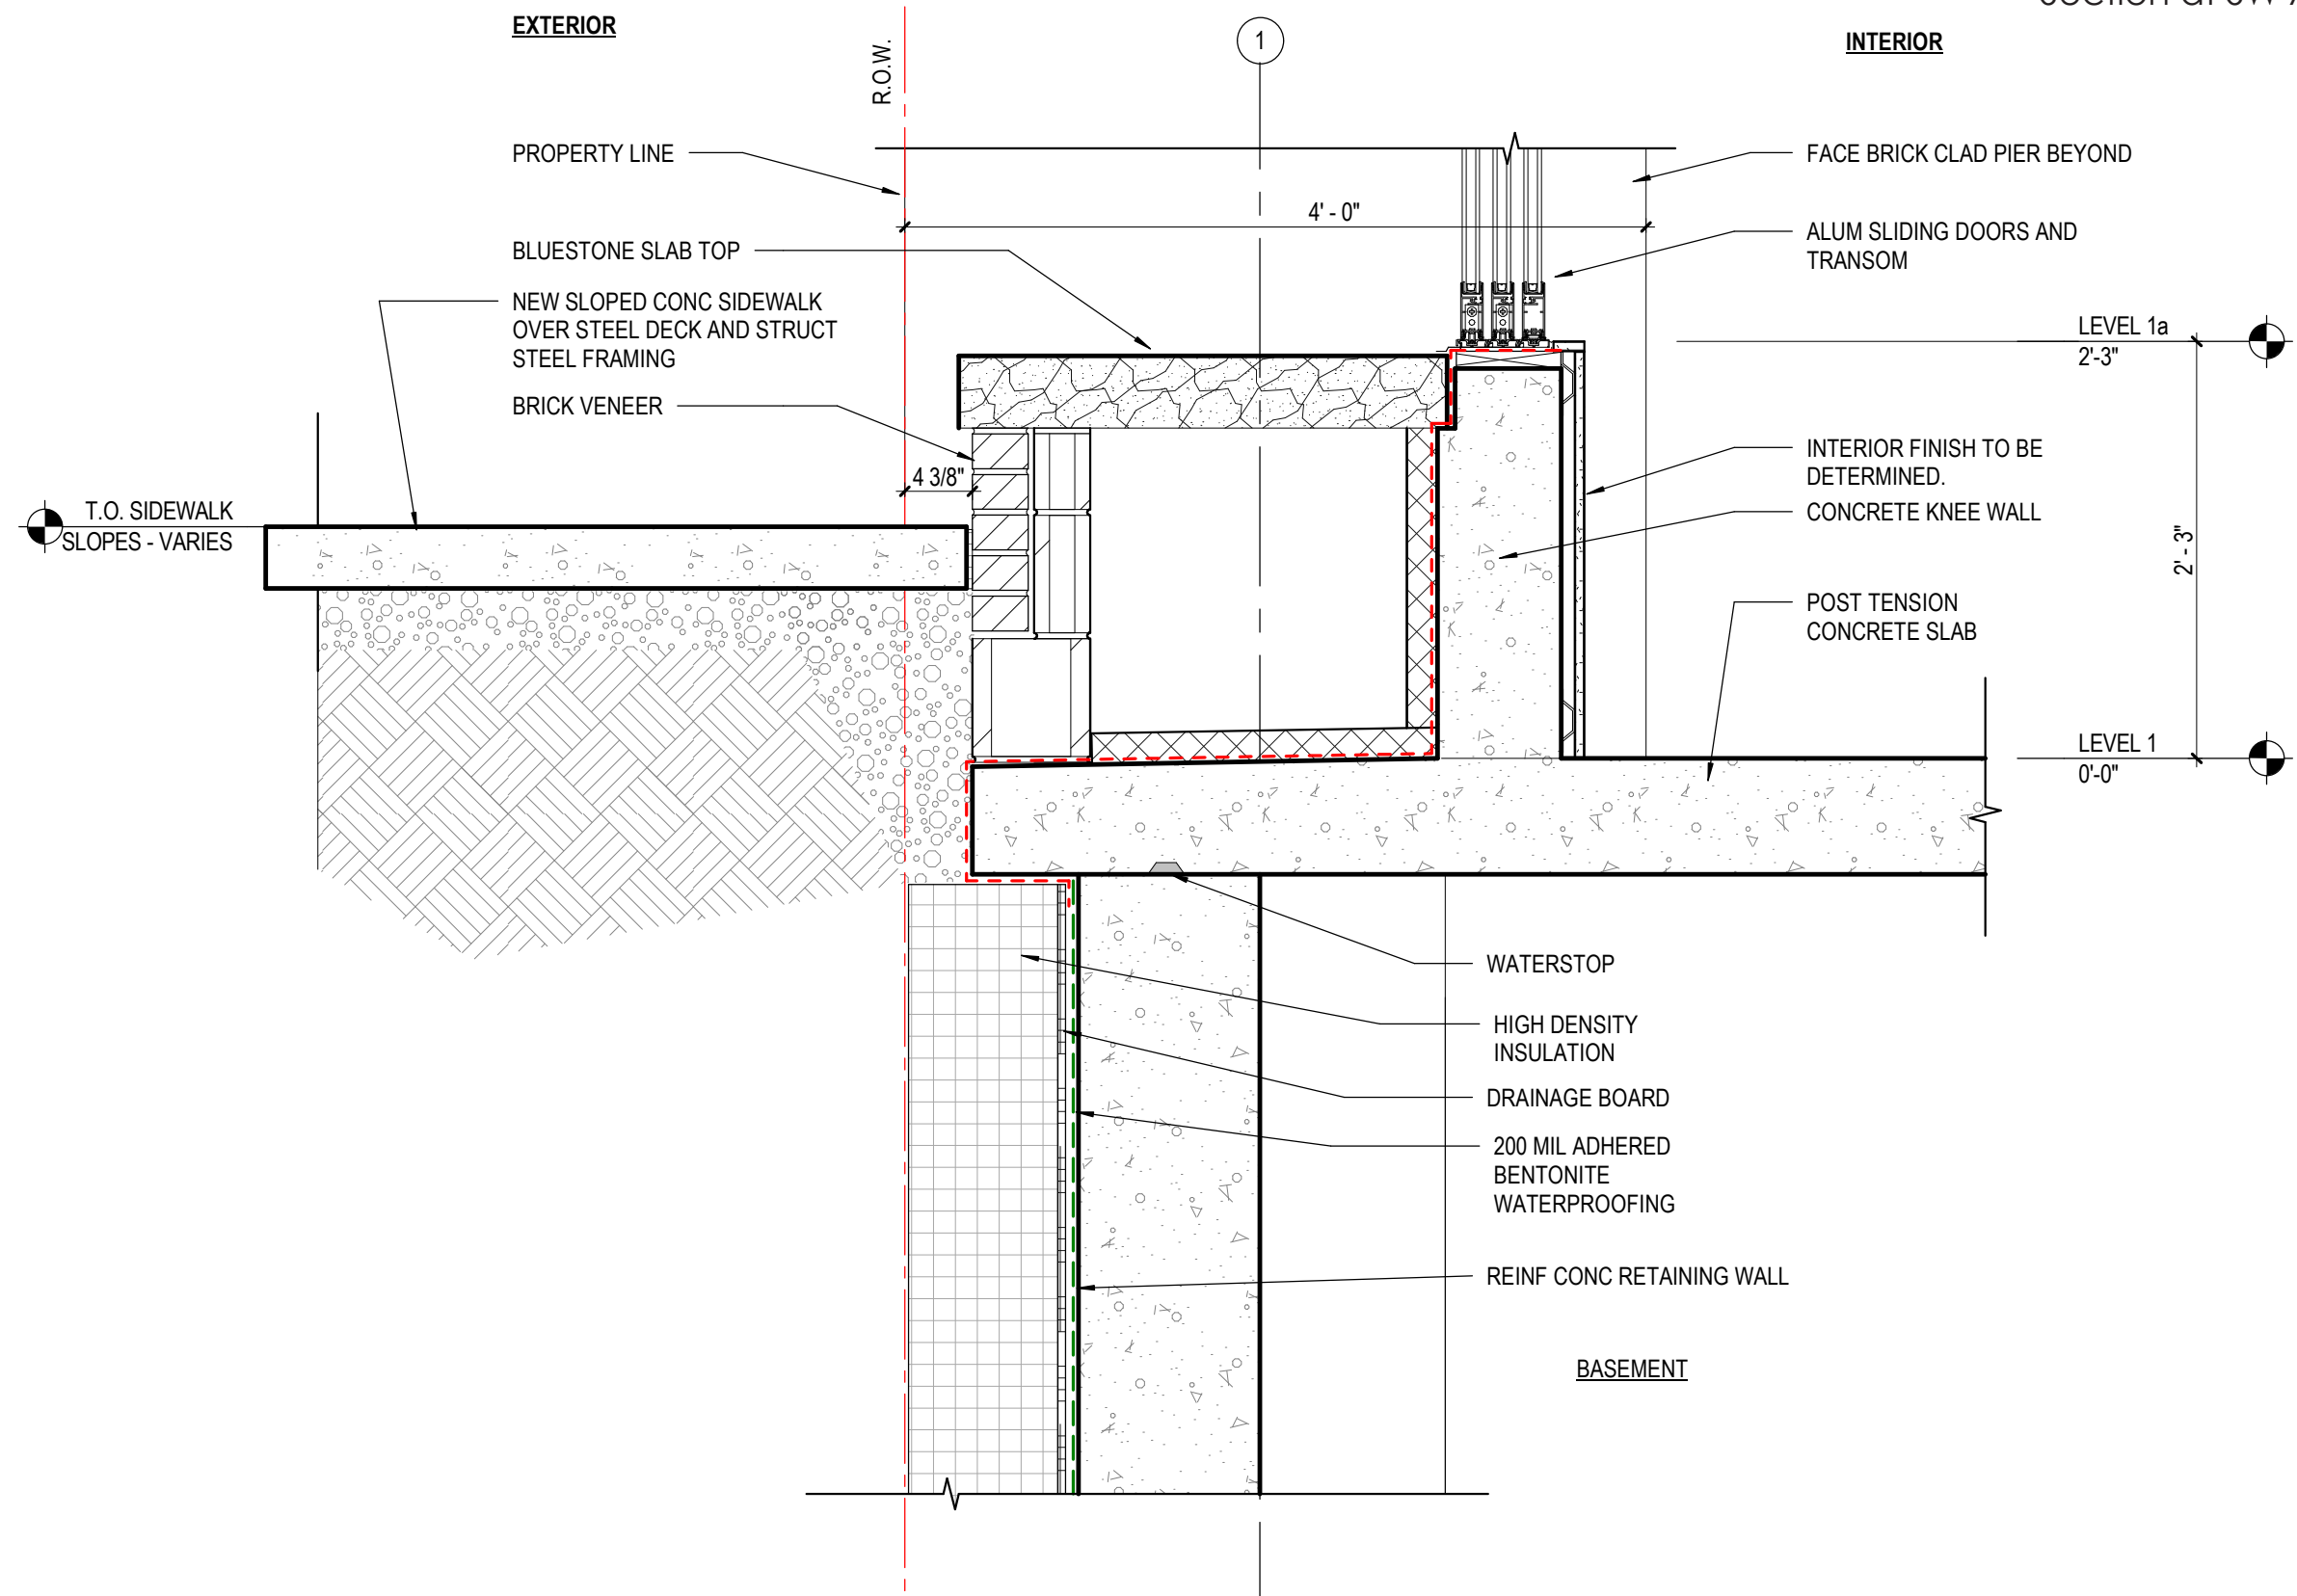 EXTERIOR
R.O.W.
1
INTERIOR
PROPERTY LINE
FACE BRICK CLAD PIER BEYOND
4' - 0"
BLUESTONE SLAB TOP
ALUM SLIDING DOORS AND
TRANSOM
NEW SLOPED CONC SIDEWALK
OVER STEEL DECK AND STRUCT
STEEL FRAMING
LEVEL 1a
2'-3"
BRICK VENEER
INTERIOR FINISH TO BE
DETERMINED.
4 3/8"
T.O. SIDEWALK
SLOPES - VARIES
CONCRETE KNEE WALL
2' - 3"
POST TENSION
CONCRETE SLAB
LEVEL 1
0'-0"
WATERSTOP
HIGH DENSITY
INSULATION
DRAINAGE BOARD
200 MIL ADHERED
BENTONITE
WATERPROOFING
REINF CONC RETAINING WALL
BASEMENT